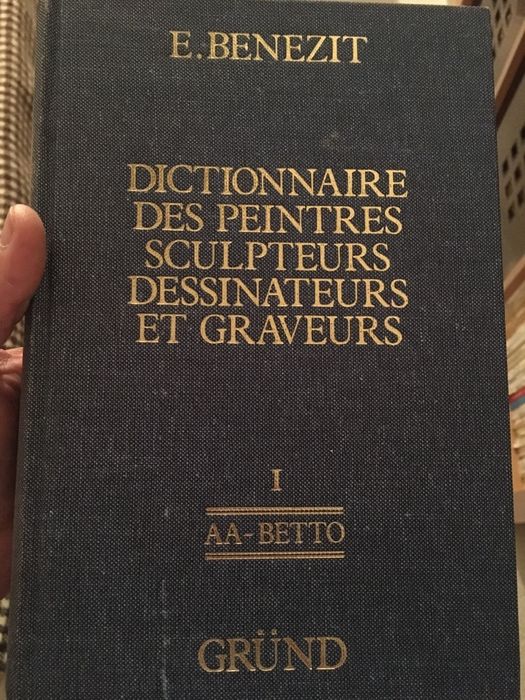 E. BENEZIT
DICTIONNAIRE
DES PEINTRES
SCULPTEURS
DESSINATEURS
ET GRAVEURS
I
AA-BETTO
GRÜND